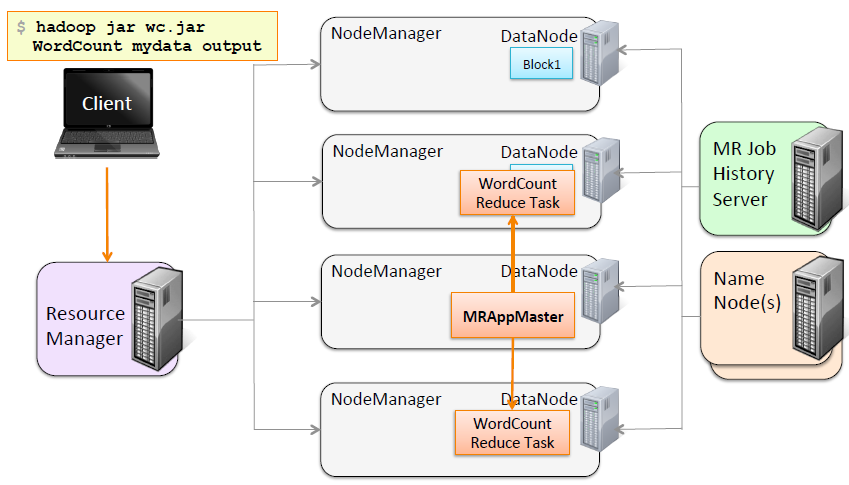 $ hadoop jar wc.jar
WordCount mydata output
Client
Resource
Manager
NodeManager
DataNode
Block1
NodeManager
DataNode
WordCount
Reduce Task
NodeManager
DataNode
MRAppMaster
NodeManager
DataNode
WordCount
Reduce Task
MR Job
History
Server
Name
Node(s)